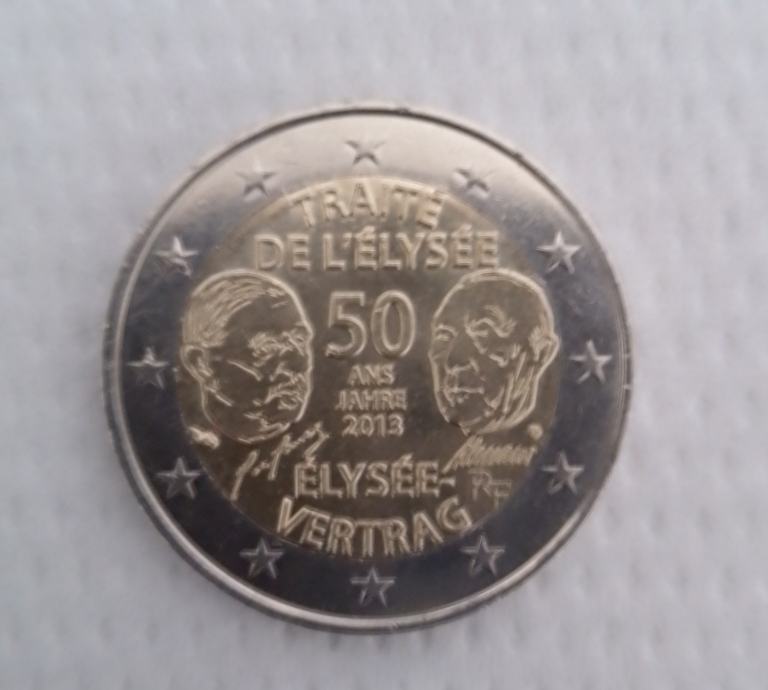 TRAITÉ
DE L'ÉLYSÉE
50
ANS
JAHRE
2013
ÉLYSÉE-
VERTRAG
RF